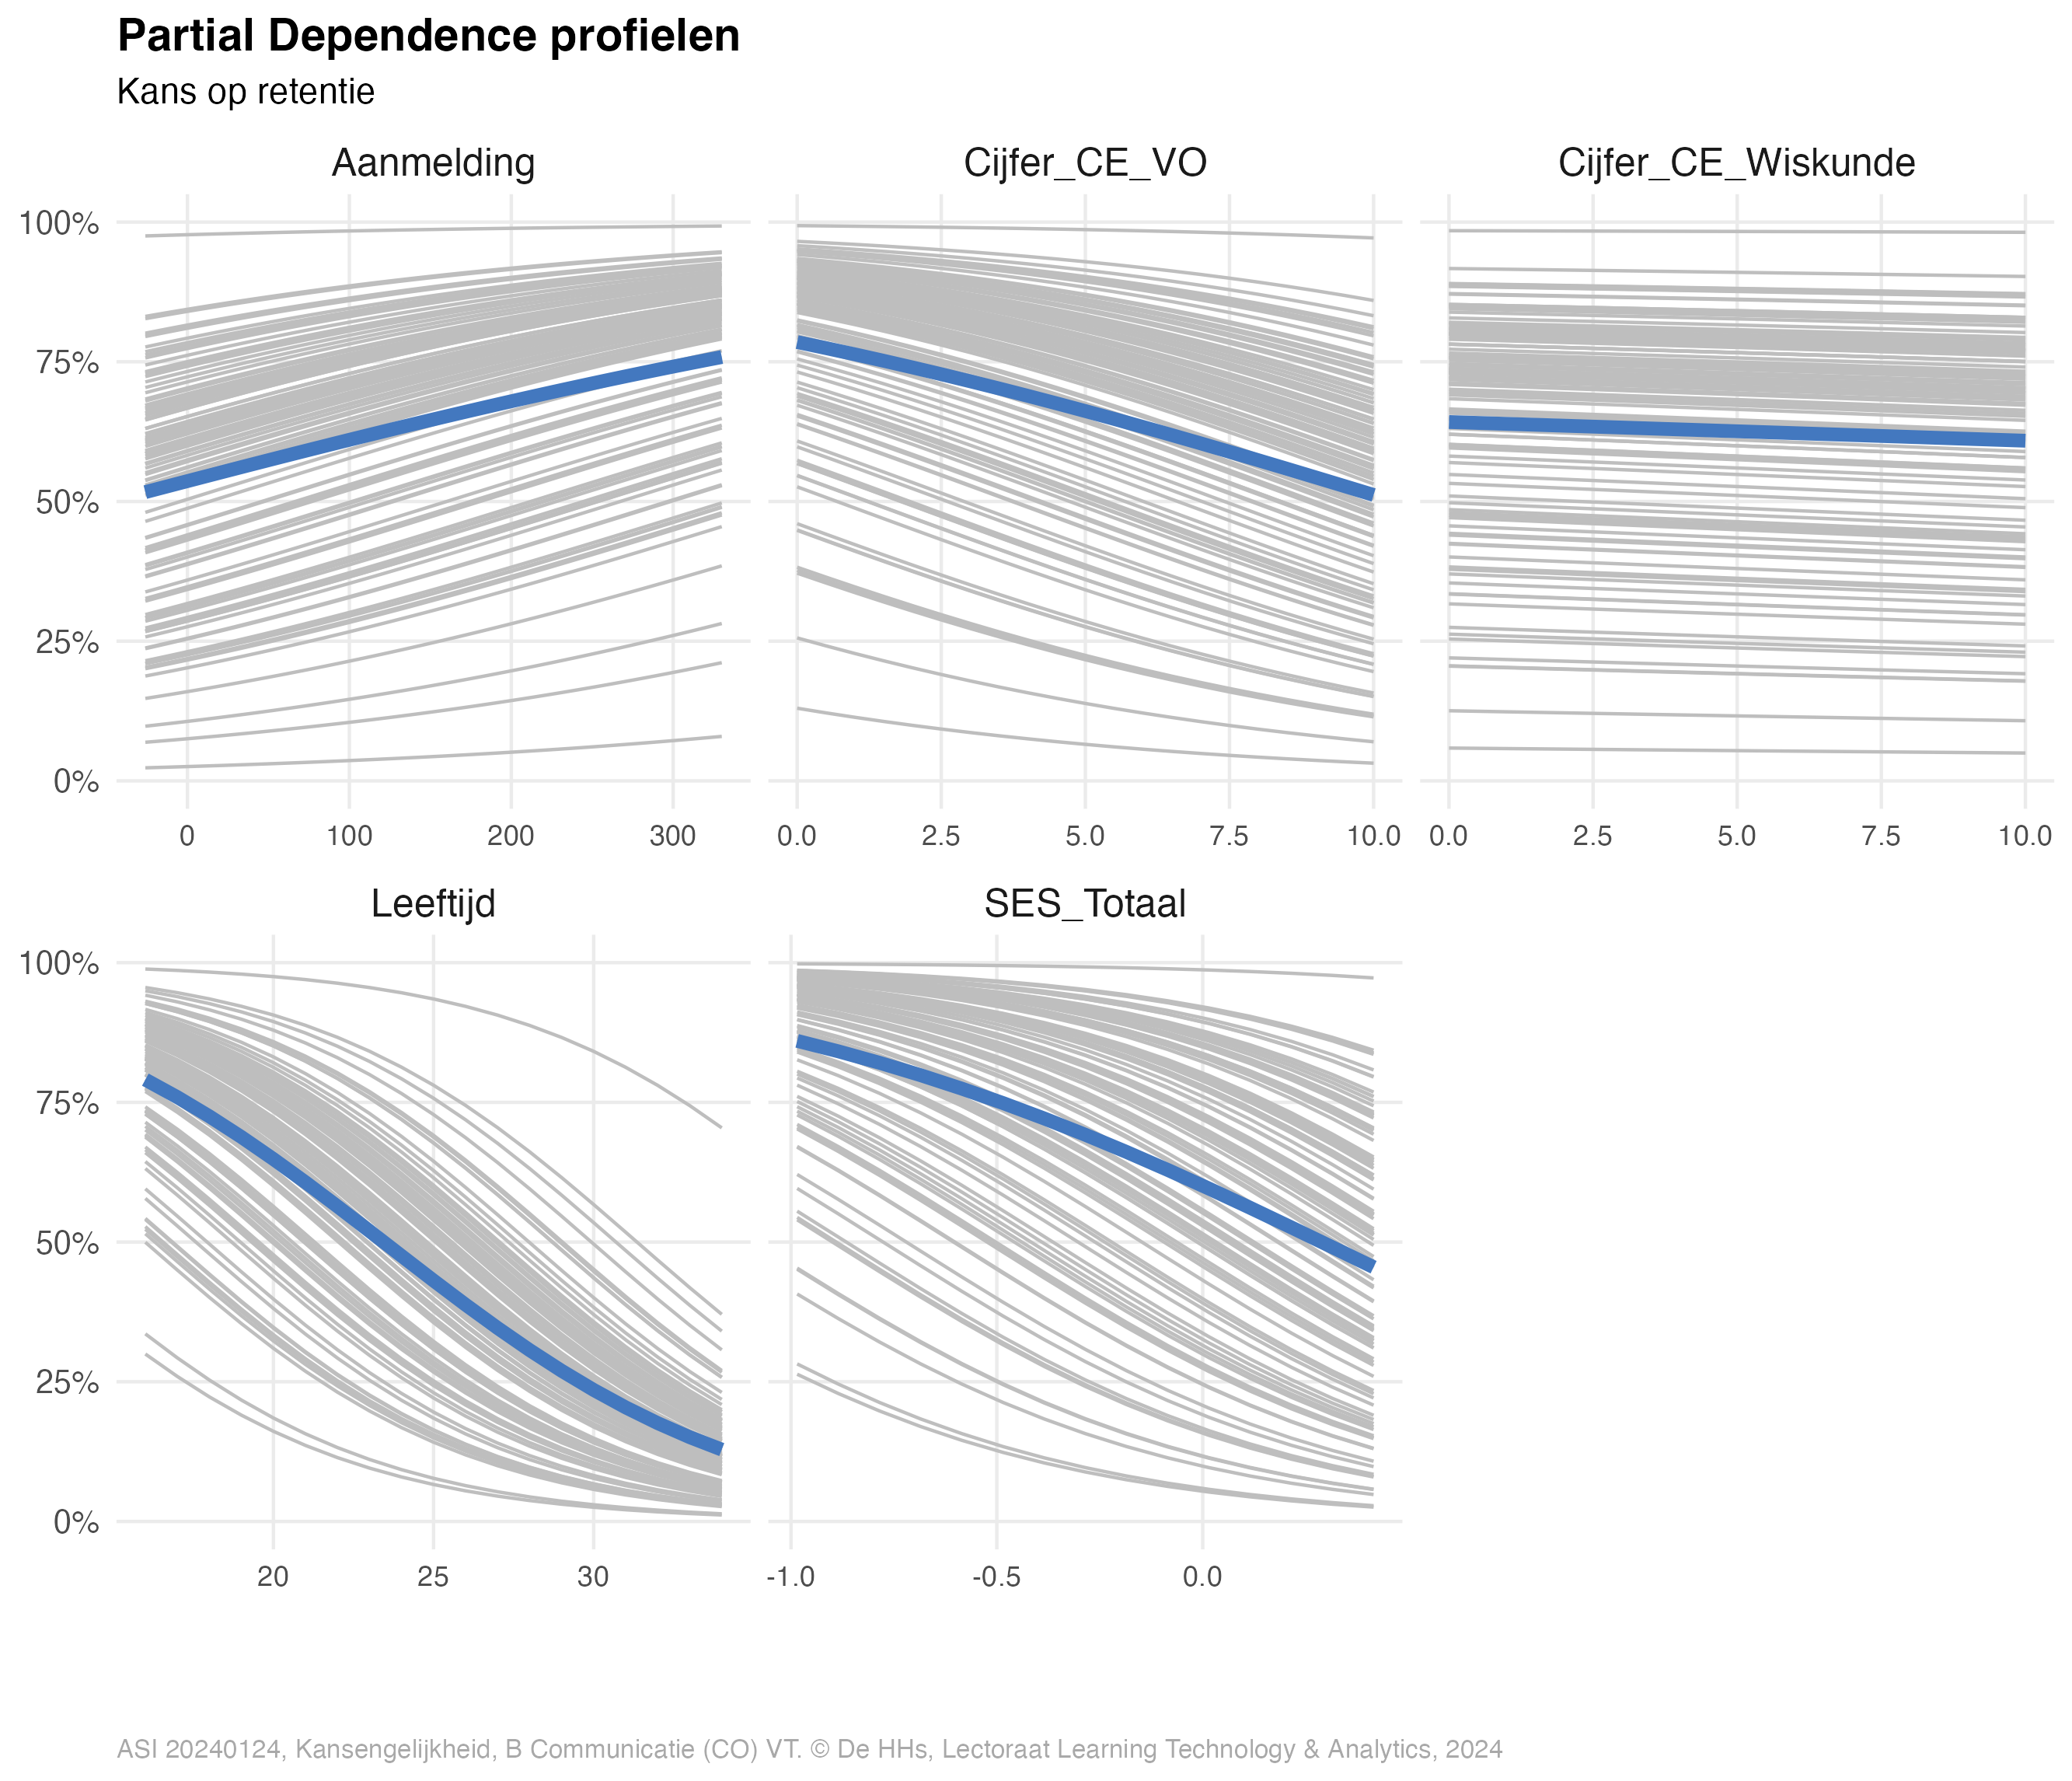 Partial Dependence profielen
Kans op retentie
Aanmelding
Cijfer_CE_VO
Cijfer_CE_Wiskunde
100%
75%
50%
25%
0%
0 100 200 300
0.0 2.5 5.0 7.5 10.0
0.0 2.5 5.0 7.5 10.0
Leeftijd
SES_Totaal
100%
75%
50%
25%
0%
20 25 30
-1.0 -0.5 0.0
ASI 20240124, Kansengelijkheid, B Communicatie (CO) VT. © De HHs, Lectoraat Learning Technology & Analytics, 2024